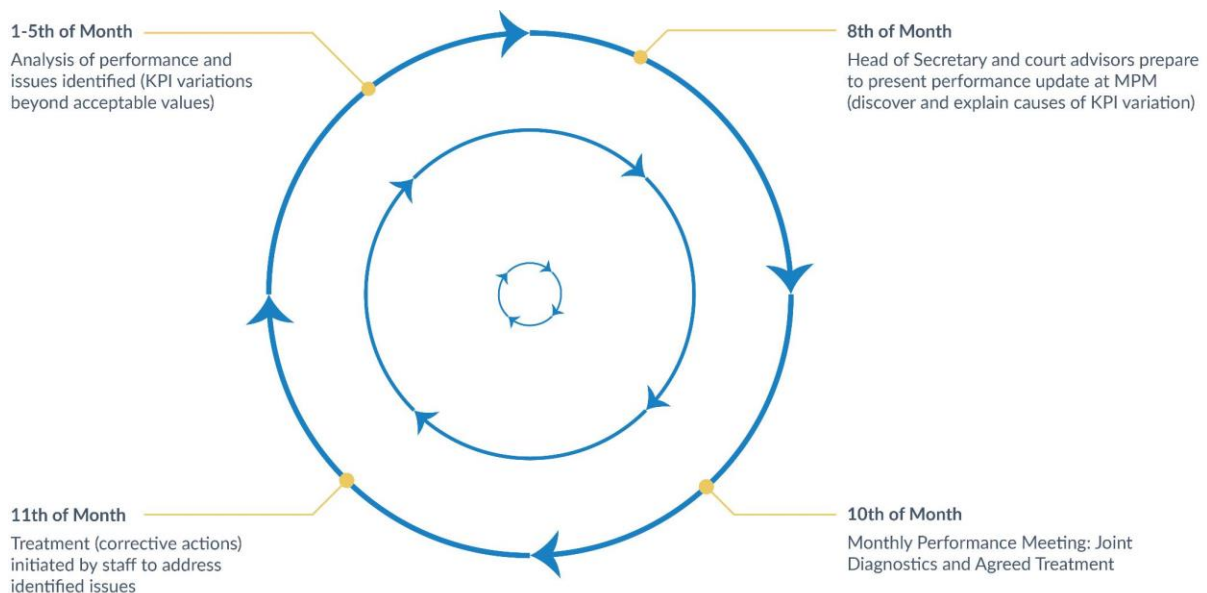 1-5th of Month
Analysis of performance and
issues identified (KPI variations
beyond acceptable values)
8th of Month
Head of Secretary and court advisors prepare
to present performance update at MPM
(discover and explain causes of KPI variation)
11th of Month
Treatment (corrective actions)
initiated by staff to address
identified issues
10th of Month
Monthly Performance Meeting: Joint
Diagnostics and Agreed Treatment